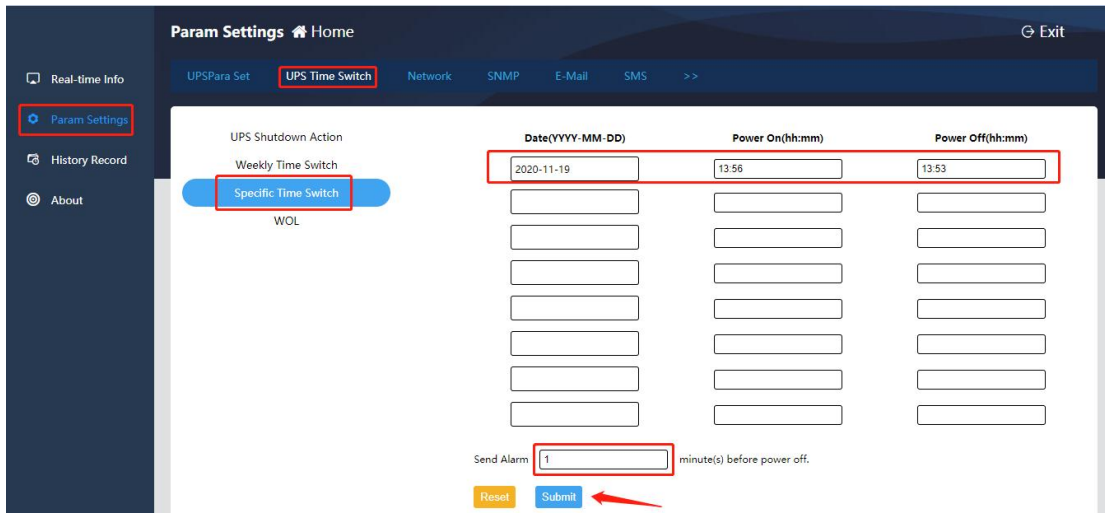 Param Settings Home
Exit
Real-time Info
Param Settings
History Record
About
UPSPara Set UPS Time Switch Network SNMP E-Mail SMS >>
UPS Shutdown Action
Weekly Time Switch
Specific Time Switch
WOL
Date(YYYY-MM-DD) Power On(hh:mm) Power Off(hh:mm)
2020-11-19 13:56 13:53
Send Alarm 1 minute(s) before power off.
Reset Submit